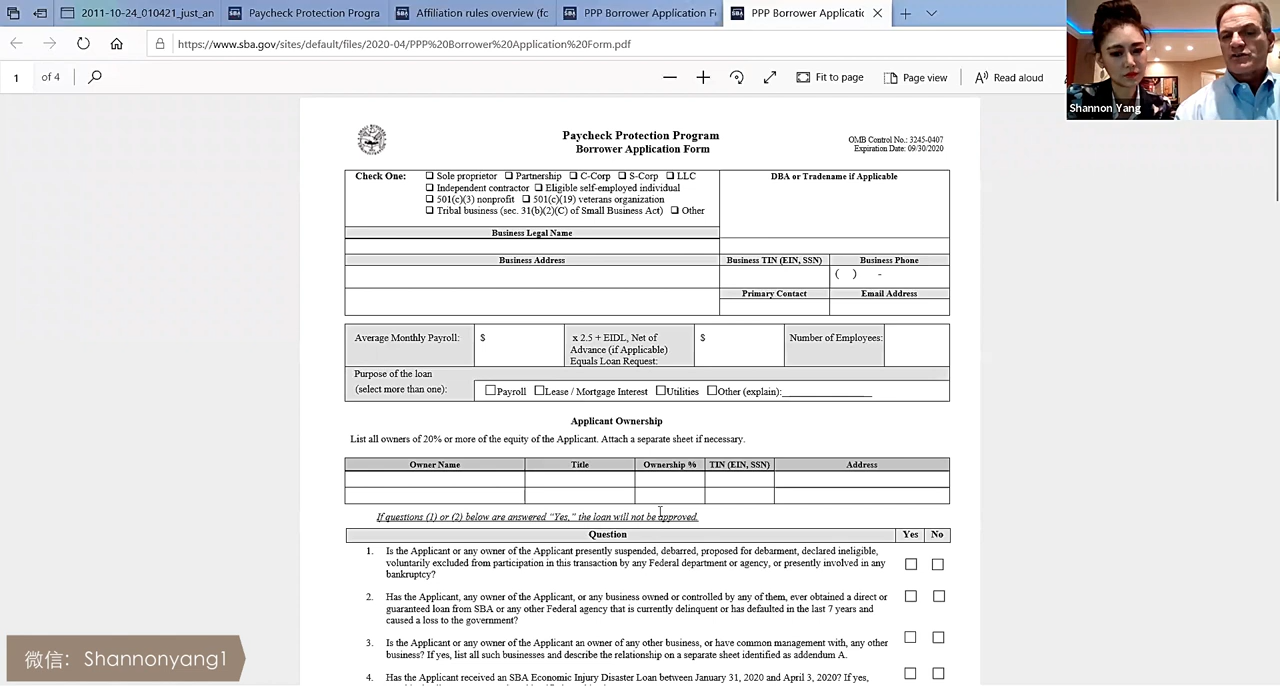 2011-10-24_010421_just_an
Paycheck Protection Progra
Affiliation rules overview (fo
PPP Borrower Application F
PPP Borrower Applicatic
https://www.sba.gov/sites/default/files/2020-04/PPP%20Borrower%20Application%20Form.pdf
1 of 4
Fit to page
Page view
Read aloud
Shannon Yang
Paycheck Protection Program
Borrower Application Form
OMB Control No.: 3245-0407
Expiration Date: 09/30/2020
Check One: ☐ Sole proprietor ☐ Partnership ☐ C-Corp ☐ S-Corp ☐ LLC
☐ Independent contractor ☐ Eligible self-employed individual
☐ 501(c)(3) nonprofit ☐ 501(c)(19) veterans organization
☐ Tribal business (sec. 31(b)(2)(C) of Small Business Act) ☐ Other
DBA or Tradename if Applicable
Business Legal Name
Business Address
Business TIN (EIN, SSN)
Business Phone
( ) -
Primary Contact
Email Address
Average Monthly Payroll:
$
x 2.5 + EIDL, Net of
Advance (if Applicable)
Equals Loan Request:
$
Number of Employees:
Purpose of the loan
(select more than one):
☐Payroll ☐Lease / Mortgage Interest ☐Utilities ☐Other (explain):__________________
Applicant Ownership
List all owners of 20% or more of the equity of the Applicant. Attach a separate sheet if necessary.
Owner Name
Title
Ownership %
TIN (EIN, SSN)
Address
If questions (1) or (2) below are answered "Yes," the loan will not be approved.
Question
Yes
No
1. Is the Applicant or any owner of the Applicant presently suspended, debarred, proposed for debarment, declared ineligible,
voluntarily excluded from participation in this transaction by any Federal department or agency, or presently involved in any
bankruptcy?
2. Has the Applicant, any owner of the Applicant, or any business owned or controlled by any of them, ever obtained a direct or
guaranteed loan from SBA or any other Federal agency that is currently delinquent or has defaulted in the last 7 years and
caused a loss to the government?
3. Is the Applicant or any owner of the Applicant an owner of any other business, or have common management with, any other
business? If yes, list all such businesses and describe the relationship on a separate sheet identified as addendum A.
4. Has the Applicant received an SBA Economic Injury Disaster Loan between January 31, 2020 and April 3, 2020? If yes,
微信: Shannonyang1